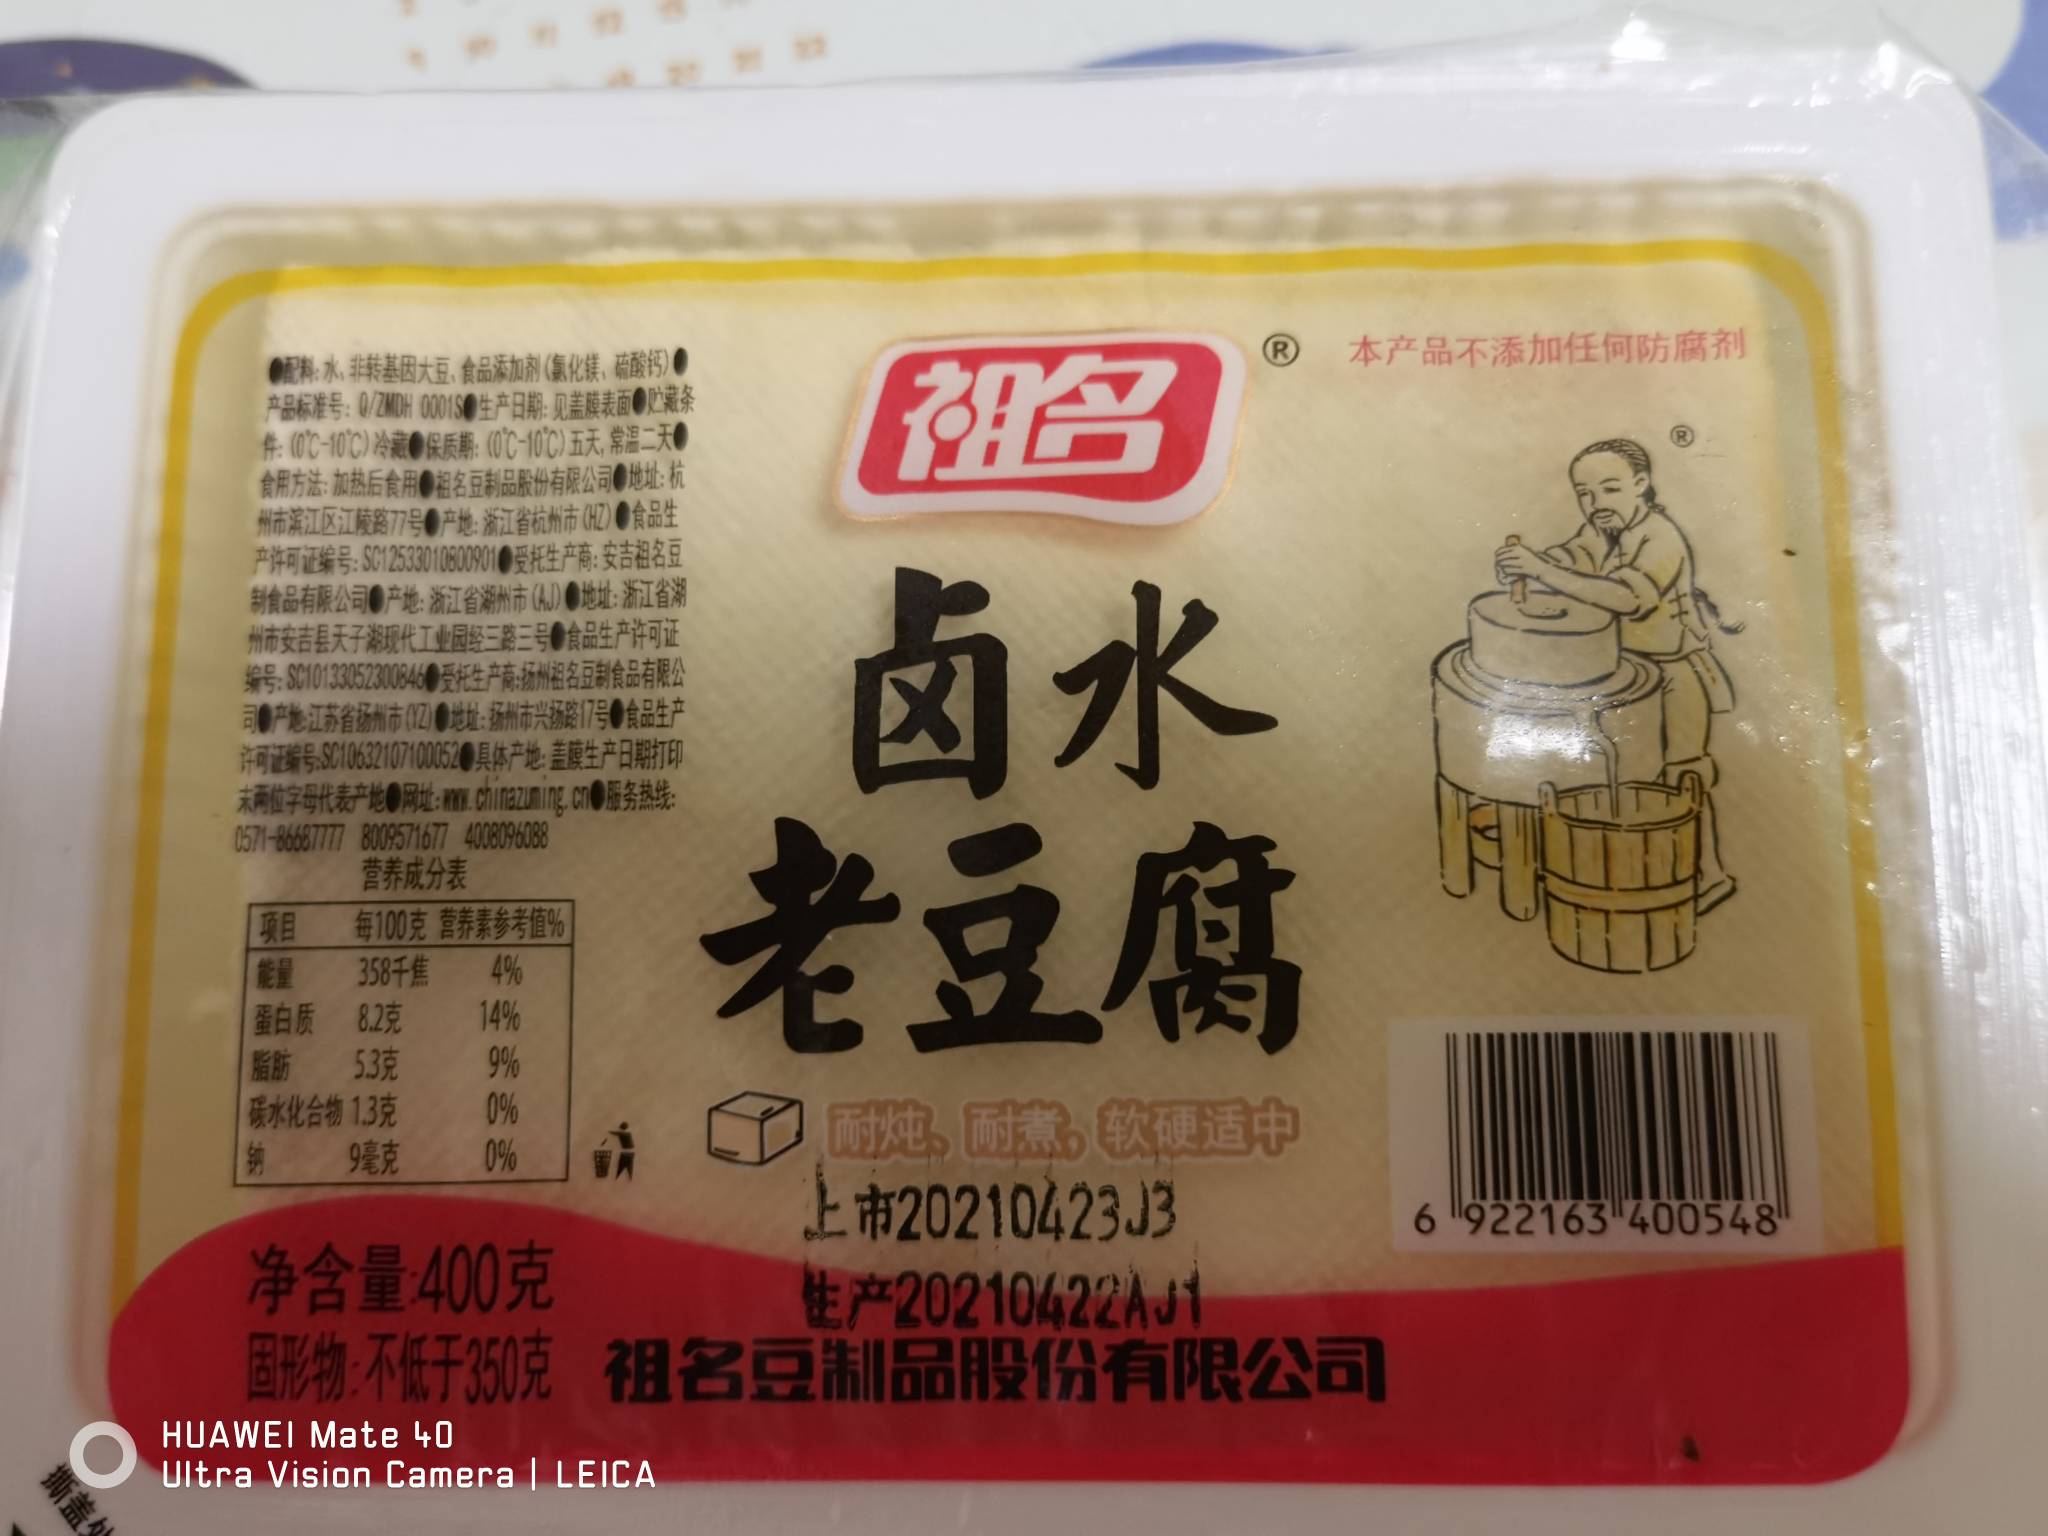 ●配料: 水、非转基因大豆、食品添加剂(氯化镁、硫酸钙)●
产品标准号: Q/ZMDH 0001S●生产日期: 见盖膜表面●贮藏条
件: (0℃-10℃)冷藏●保质期: (0℃-10℃)五天, 常温二天●
食用方法: 加热后食用●祖名豆制品股份有限公司●地址: 杭
州市滨江区江陵路77号●产地: 浙江省杭州市(HZ)●食品生
产许可证编号: SC12533010800901●受托生产商: 安吉祖名豆
制食品有限公司●产地: 浙江省湖州市(AJ)●地址: 浙江省湖
州市安吉县天子湖现代工业园经三路三号●食品生产许可证
编号: SC10133052300846●受托生产商:扬州祖名豆制食品有限公
司●产地:江苏省扬州市(YZ)●地址: 扬州市兴扬路17号●食品生产
许可证编号:SC10632107100052●具体产地: 盖膜生产日期打印
末两位字母代表产地●网址: www.chinazuming.cn●服务热线:
0571-86687777 8009571677 4008096088
营养成分表
项目 每100克 营养素参考值%
能量 358千焦 4%
蛋白质 8.2克 14%
脂肪 5.3克 9%
碳水化合物 1.3克 0%
钠 9毫克 0%
净含量:400克
固形物: 不低于350克
祖名®
卤水
老豆腐
耐炖、耐煮, 软硬适中
上市20210423J3
生产20210422AJ1
祖名豆制品股份有限公司
本产品不添加任何防腐剂
®
6 922163 400548
HUAWEI Mate 40
Ultra Vision Camera | LEICA
撕盖处